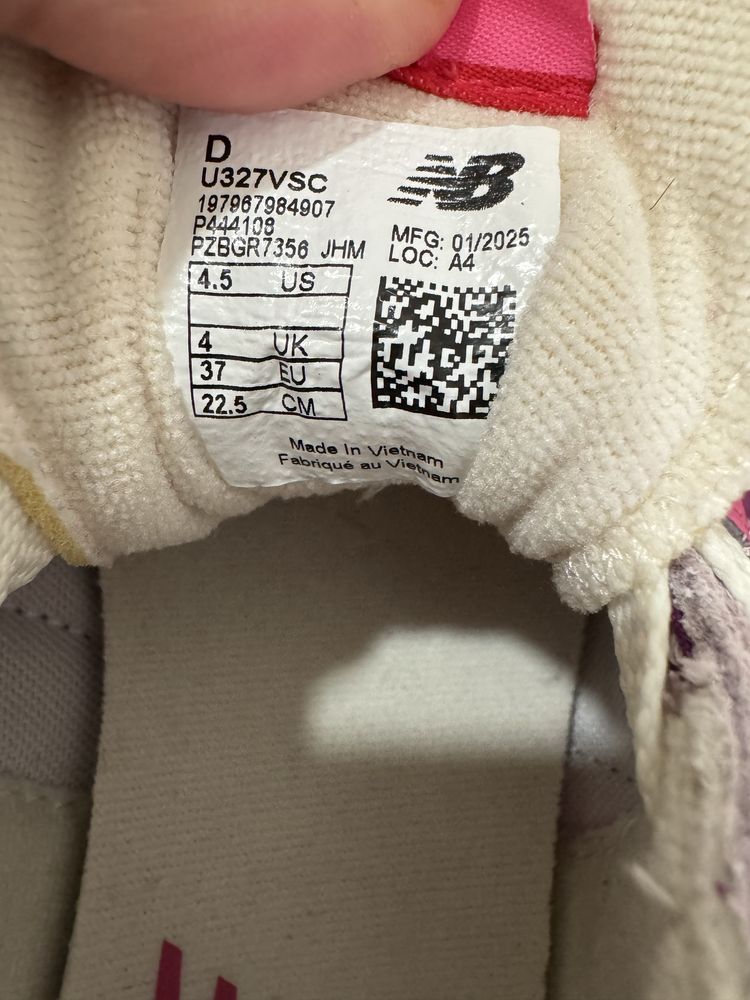 D
U327VSC
197967984907
P444108
PZBGR7356 JHM
4.5 US
4 UK
37 EU
22.5 CM
NB
MFG: 01/2025
LOC: A4
Made In Vietnam
Fabriqué au Vietnam